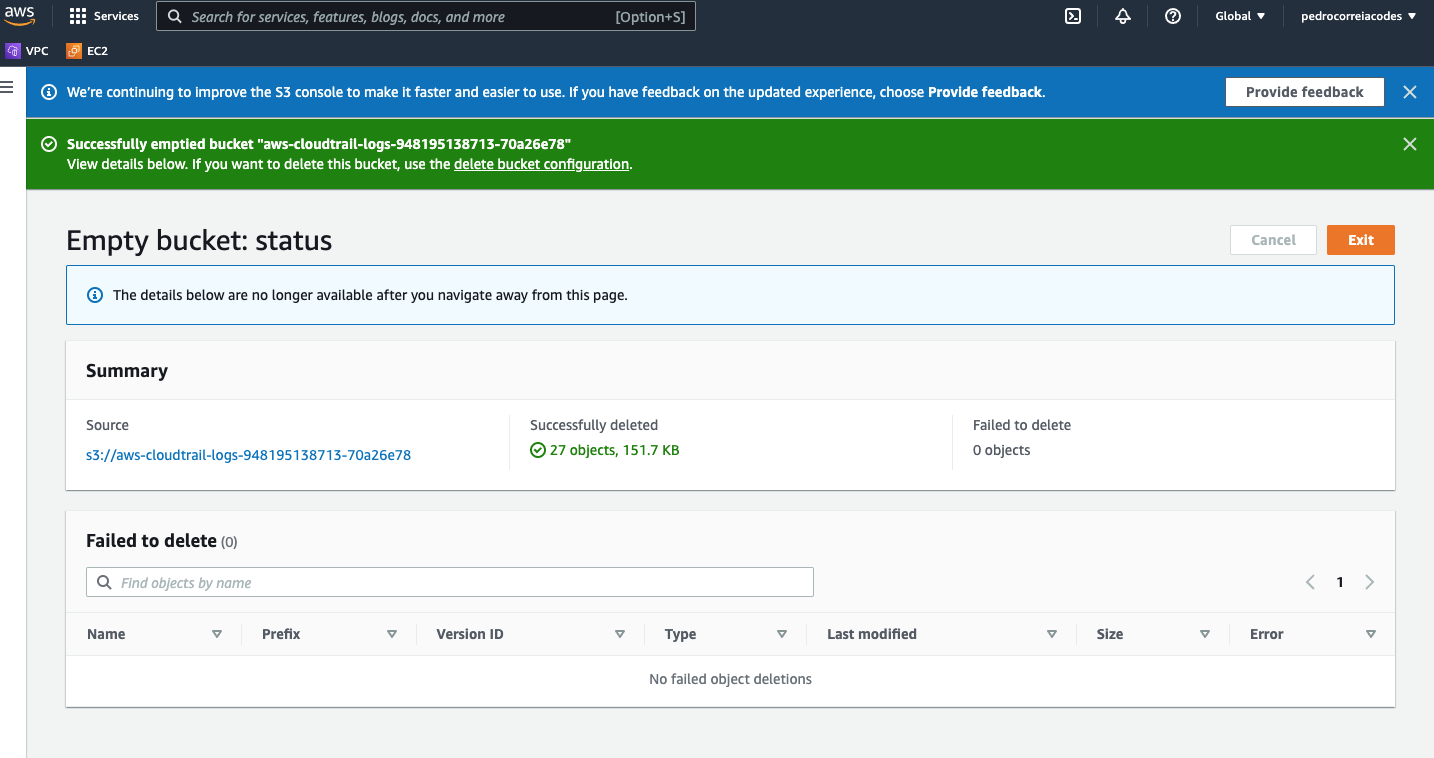 aws
Services
Search for services, features, blogs, docs, and more
[Option+S]
Global
pedrocorreiacodes
VPC
EC2
We're continuing to improve the S3 console to make it faster and easier to use. If you have feedback on the updated experience, choose Provide feedback.
Provide feedback
Successfully emptied bucket "aws-cloudtrail-logs-948195138713-70a26e78"
View details below. If you want to delete this bucket, use the delete bucket configuration.
Empty bucket: status
Cancel
Exit
The details below are no longer available after you navigate away from this page.
Summary
Source
s3://aws-cloudtrail-logs-948195138713-70a26e78
Successfully deleted
27 objects, 151.7 KB
Failed to delete
0 objects
Failed to delete (0)
Find objects by name
1
Name
Prefix
Version ID
Type
Last modified
Size
Error
No failed object deletions